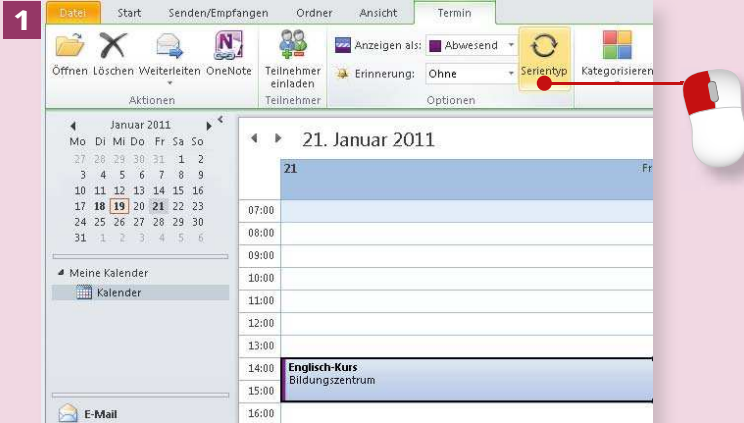 1
Datei Start Senden/Empfangen Ordner Ansicht Termin
Öffnen Löschen Weiterleiten OneNote Teilnehmer einladen Anzeigen als: Abwesend Serientyp Kategorisieren
Erinnerung: Ohne
Aktionen Teilnehmer Optionen
Januar 2011
Mo Di Mi Do Fr Sa So
27 28 29 30 31 1 2
3 4 5 6 7 8 9
10 11 12 13 14 15 16
17 18 19 20 21 22 23
24 25 26 27 28 29 30
31 1 2 3 4 5 6
Meine Kalender
Kalender
E-Mail
21. Januar 2011
21 Fr
07:00
08:00
09:00
10:00
11:00
12:00
13:00
14:00 Englisch-Kurs
Bildungszentrum
15:00
16:00